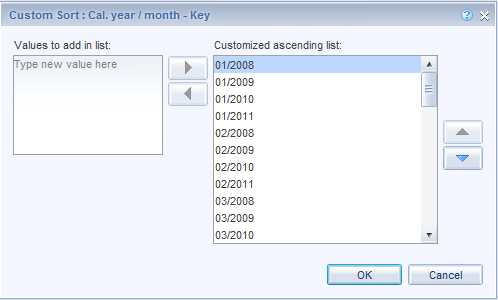 Custom Sort : Cal. year / month - Key
Values to add in list:
Type new value here
Customized ascending list:
01/2008
01/2009
01/2010
01/2011
02/2008
02/2009
02/2010
02/2011
03/2008
03/2009
03/2010
OK
Cancel